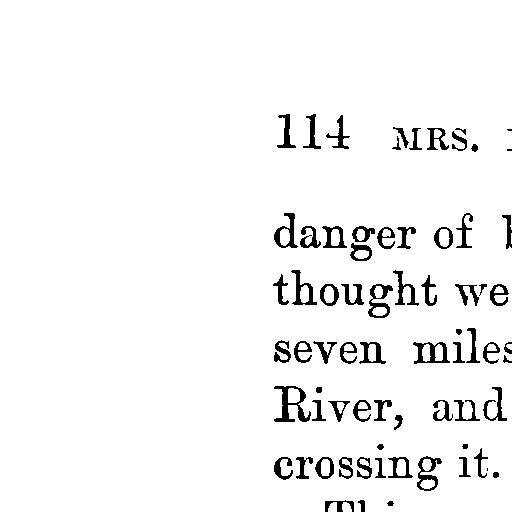 114 MRS.
danger of
thought we
seven miles
River, and
crossing it.